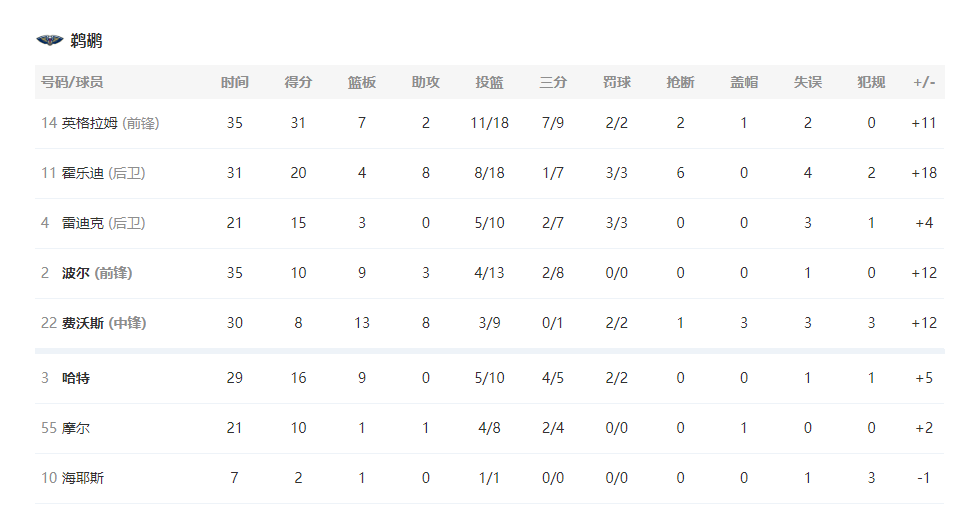 鹈鹕
号码/球员 时间 得分 篮板 助攻 投篮 三分 罚球 抢断 盖帽 失误 犯规 +/-
14 英格拉姆 (前锋) 35 31 7 2 11/18 7/9 2/2 2 1 2 0 +11
11 霍乐迪 (后卫) 31 20 4 8 8/18 1/7 3/3 6 0 4 2 +18
4 雷迪克 (后卫) 21 15 3 0 5/10 2/7 3/3 0 0 3 1 +4
2 波尔 (前锋) 35 10 9 3 4/13 2/8 0/0 0 0 1 0 +12
22 费沃斯 (中锋) 30 8 13 8 3/9 0/1 2/2 1 3 3 3 +12
3 哈特 29 16 9 0 5/10 4/5 2/2 0 0 1 1 +5
55 摩尔 21 10 1 1 4/8 2/4 0/0 0 1 0 0 +2
10 海耶斯 7 2 1 0 1/1 0/0 0/0 0 0 1 3 -1